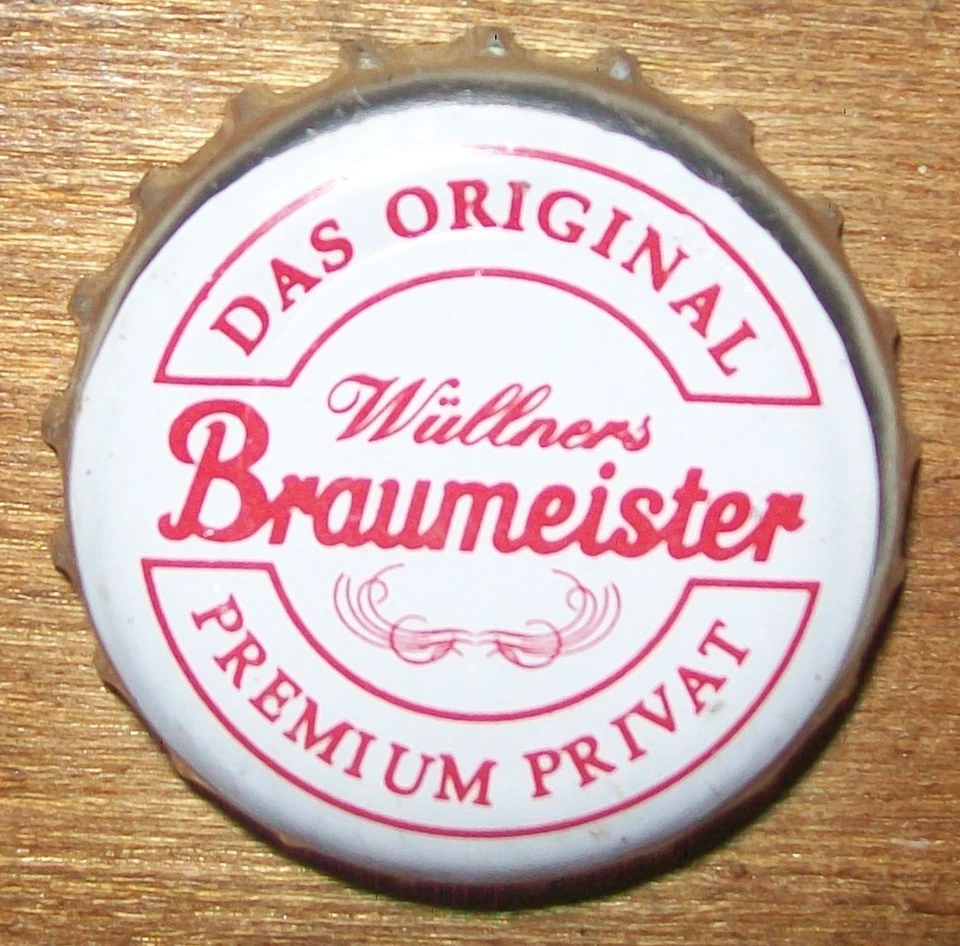 DAS ORIGINAL
Wüllners
Braumeister
PREMIUM PRIVAT